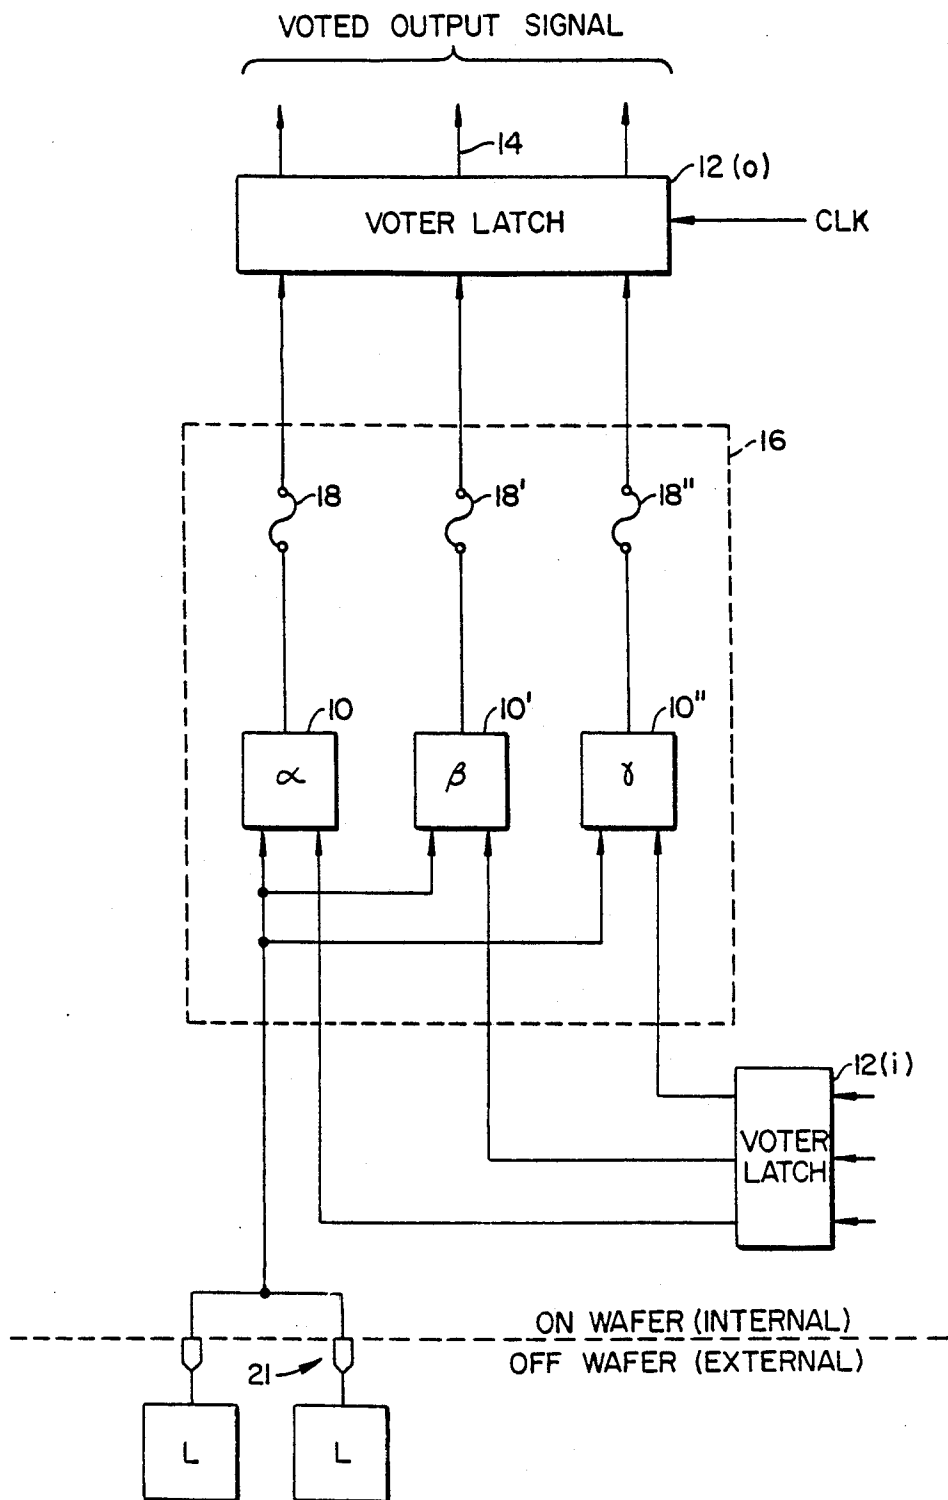 VOTED OUTPUT SIGNAL
14
12 (o)
VOTER LATCH
CLK
16
18
18'
18"
10
10'
10"
α
β
γ
12(i)
VOTER
LATCH
ON WAFER (INTERNAL)
OFF WAFER (EXTERNAL)
21
L
L